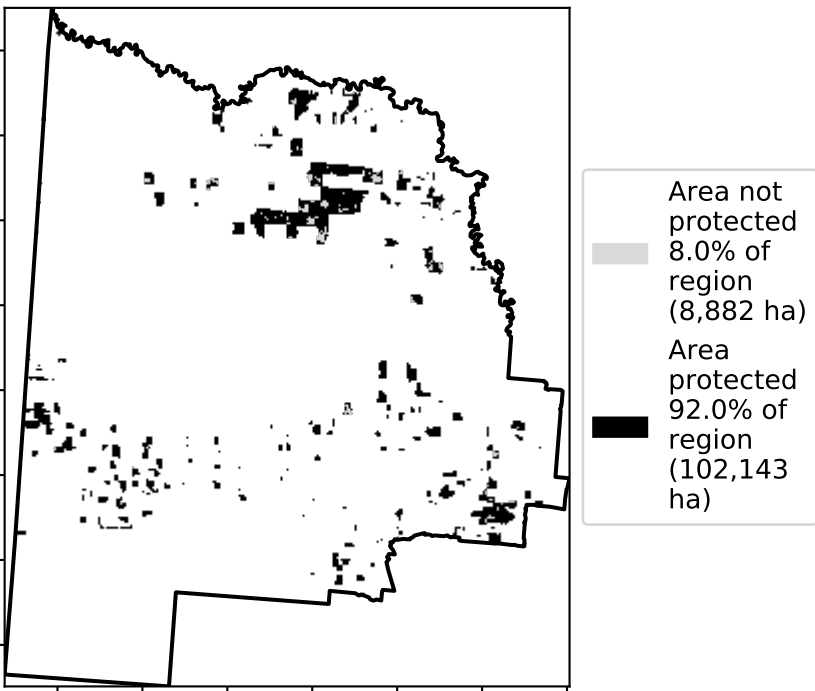 Area not
protected
8.0% of
region
(8,882 ha)
Area
protected
92.0% of
region
(102,143
ha)